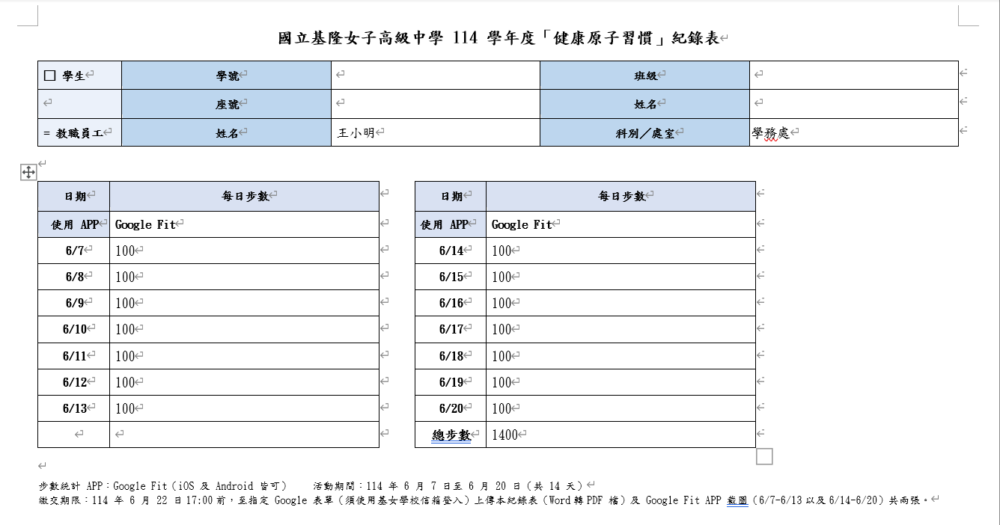 國立基隆女子高級中學 114 學年度「健康原子習慣」紀錄表
☐ 學生 學號 班級
座號 姓名
= 教職員工 姓名 王小明 科別／處室 學務處
日期 每日步數 日期 每日步數
使用 APP Google Fit 使用 APP Google Fit
6/7 100 6/14 100
6/8 100 6/15 100
6/9 100 6/16 100
6/10 100 6/17 100
6/11 100 6/18 100
6/12 100 6/19 100
6/13 100 6/20 100
總步數 1400
步數統計 APP：Google Fit（iOS 及 Android 皆可） 活動期間：114 年 6 月 7 日至 6 月 20 日（共 14 天）
繳交期限：114 年 6 月 22 日17:00前，至指定 Google 表單（須使用基女學校信箱登入）上傳本紀錄表（Word轉PDF 檔）及 Google Fit APP 截圖（6/7-6/13以及6/14-6/20）共兩張。